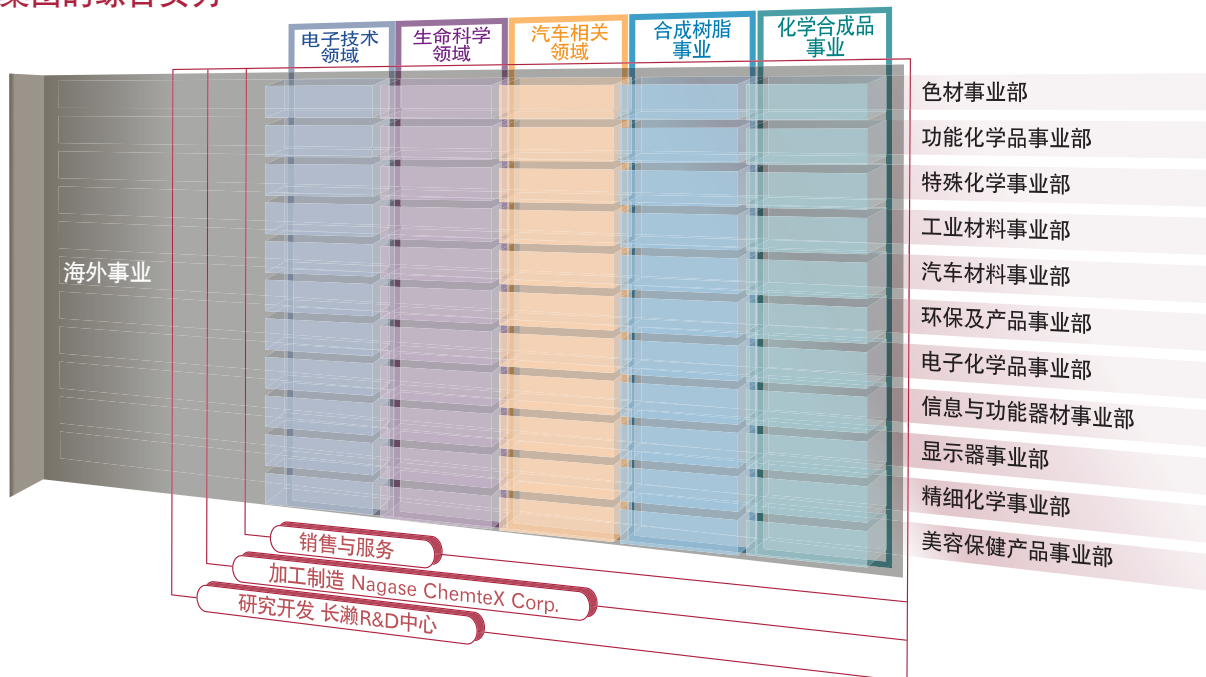 集团的综合实力
电子技术
领域
生命科学
领域
汽车相关
领域
合成树脂
事业
化学合成品
事业
色材事业部
功能化学品事业部
特殊化学事业部
工业材料事业部
汽车材料事业部
环保及产品事业部
电子化学品事业部
信息与功能器材事业部
显示器事业部
精细化学事业部
美容保健产品事业部
海外事业
销售与服务
加工制造 Nagase ChemteX Corp.
研究开发 长濑R&D中心